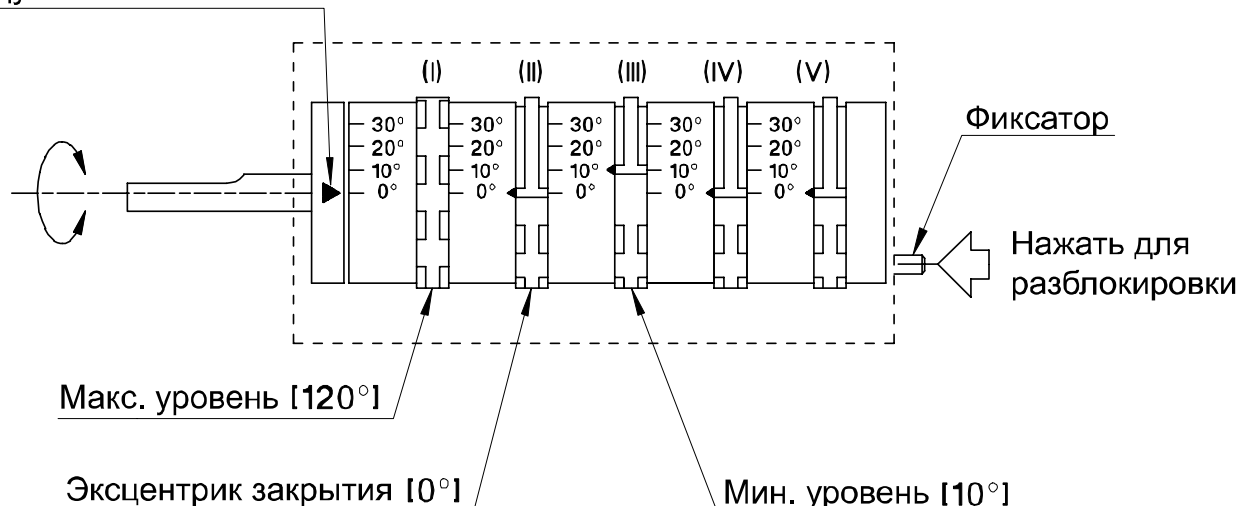 (I) (II) (III) (IV) (V)
Фиксатор
30° 30° 30° 30° 30°
20° 20° 20° 20° 20°
10° 10° 10° 10° 10°
0° 0° 0° 0° 0°
Нажать для
разблокировки
Макс. уровень [120°]
Эксцентрик закрытия [0°]
Мин. уровень [10°]